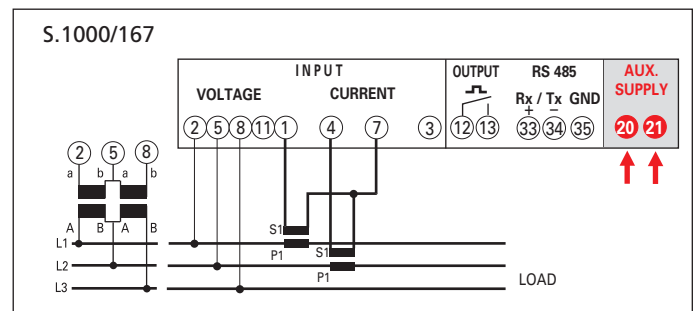 S.1000/167
INPUT
OUTPUT
RS 485
AUX.
SUPPLY
VOLTAGE
CURRENT
Rx / Tx GND
+ −
2 5 8 11 1 4 7 3 12 13 33 34 35 20 21
2 5 8
a b a b
A B A B
S1
L1
P1
S1
L2
P1
L3
LOAD